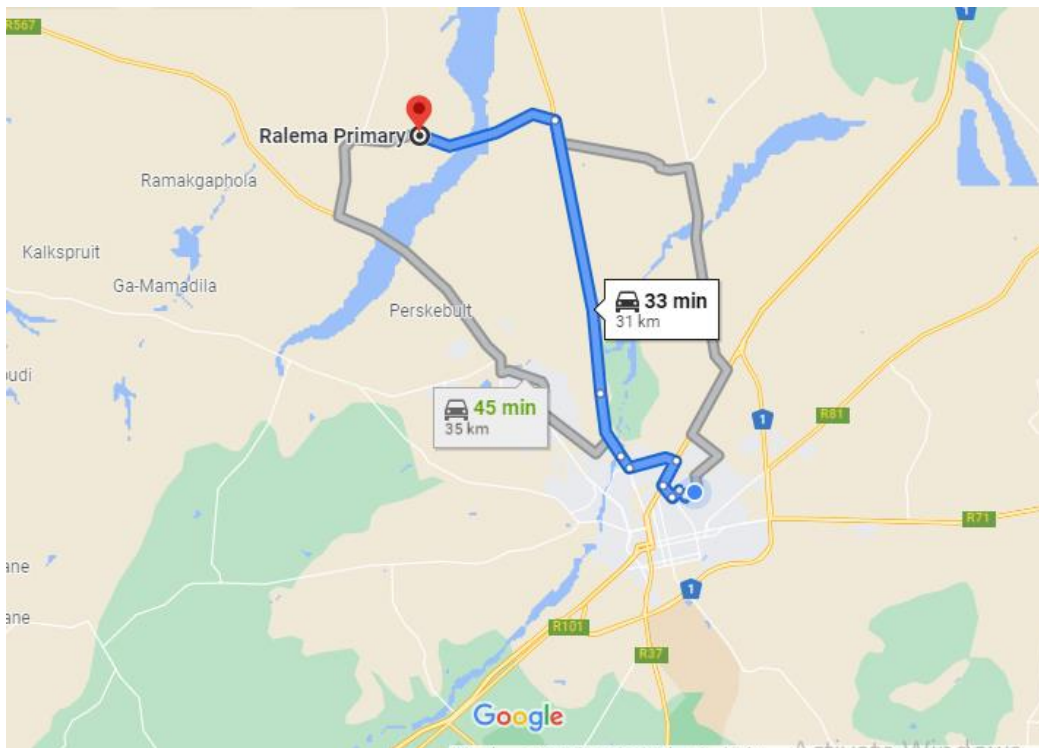 R567
1
Ralema Primary
Ramakgaphola
Kalkspruit
Ga-Mamadila
Perskebult
33 min
31 km
45 min
35 km
1
R81
R71
1
R101
R37
Google